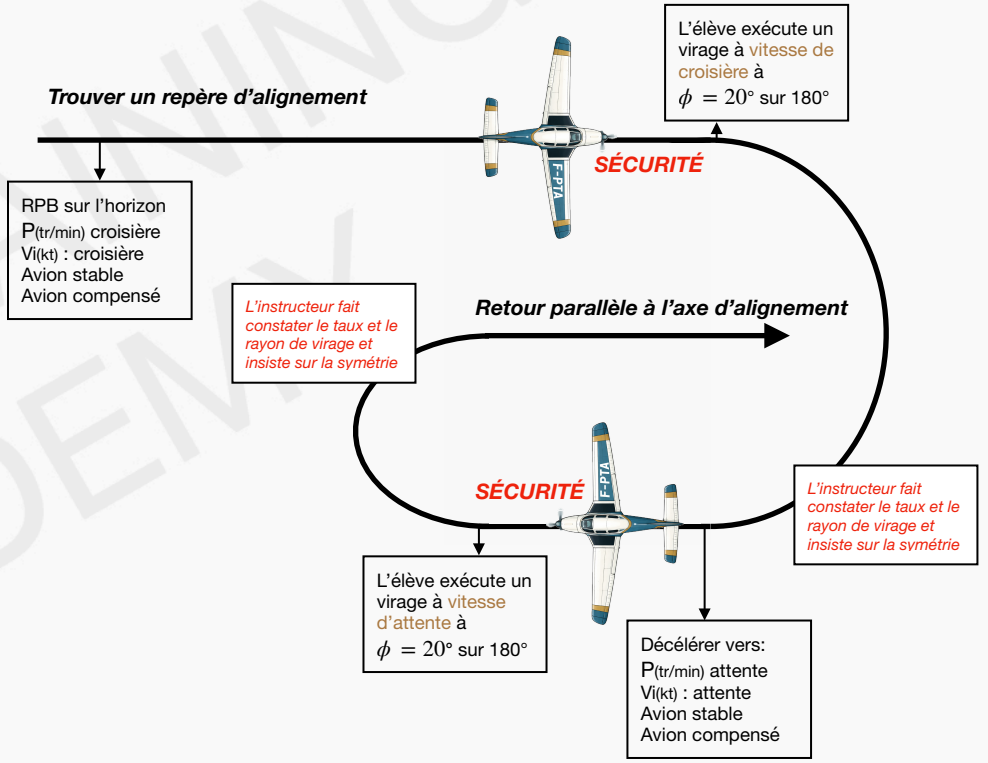 L'élève exécute un
virage à vitesse de
croisière à
ϕ = 20° sur 180°
Trouver un repère d'alignement
F-PTA
SÉCURITÉ
RPB sur l'horizon
P(tr/min) croisière
Vi(kt) : croisière
Avion stable
Avion compensé
L'instructeur fait
constater le taux et le
rayon de virage et
insiste sur la symétrie
Retour parallèle à l'axe d'alignement
SÉCURITÉ
F-PTA
L'instructeur fait
constater le taux et le
rayon de virage et
insiste sur la symétrie
L'élève exécute un
virage à vitesse
d'attente à
ϕ = 20° sur 180°
Décélérer vers:
P(tr/min) attente
Vi(kt) : attente
Avion stable
Avion compensé